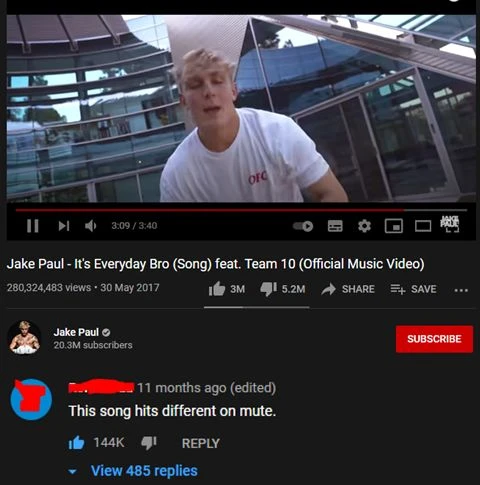 OFC
3:09 / 3:40
JAKE
PAUL
Jake Paul - It's Everyday Bro (Song) feat. Team 10 (Official Music Video)
280,324,483 views • 30 May 2017
3M 5.2M SHARE SAVE
Jake Paul
20.3M subscribers
SUBSCRIBE
11 months ago (edited)
This song hits different on mute.
144K REPLY
View 485 replies